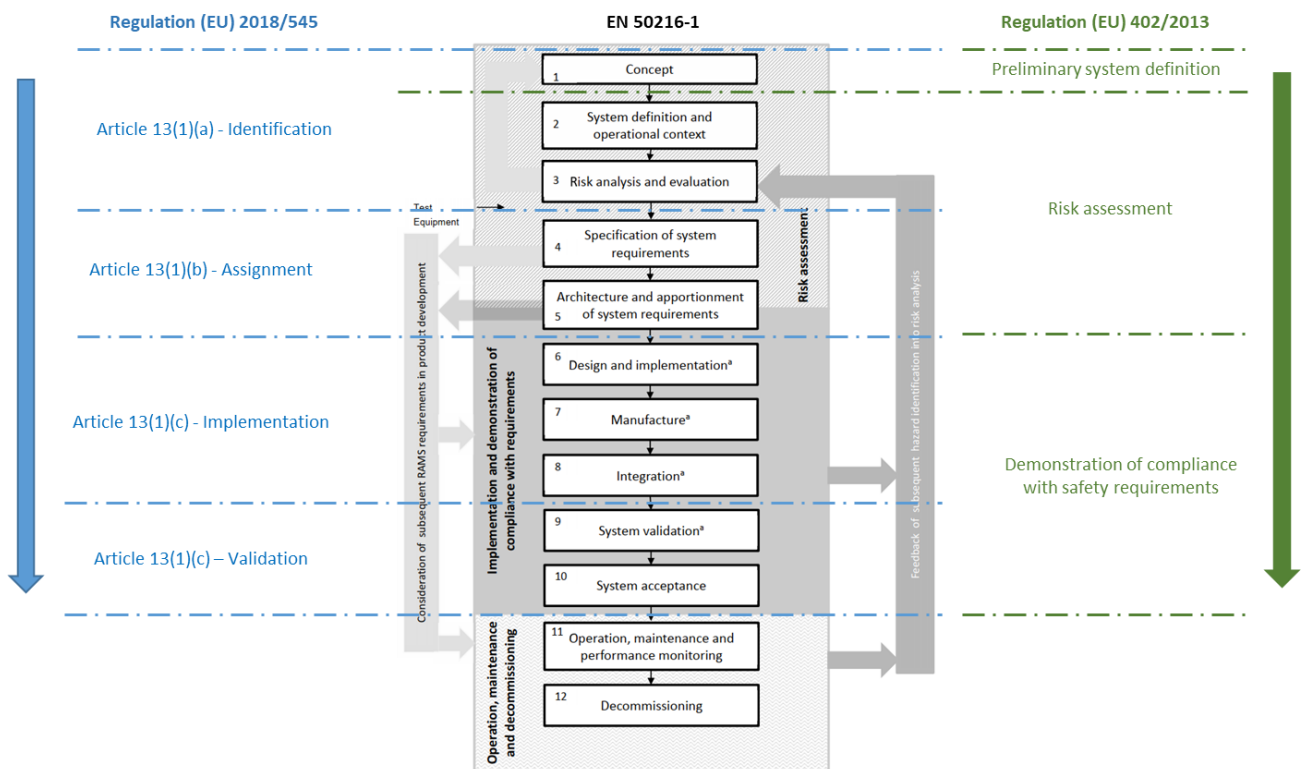 Regulation (EU) 2018/545
EN 50216-1
Regulation (EU) 402/2013
Preliminary system definition
1
Concept
Article 13(1)(a) - Identification
2
System definition and
operational context
3
Risk analysis and evaluation
Test
Equipment
Risk assessment
Risk assessment
Article 13(1)(b) - Assignment
4
Specification of system
requirements
5
Architecture and apportionment
of system requirements
Consideration of subsequent RAMS requirements in product development
Implementation and demonstration of
compliance with requirements
Feedback of subsequent hazard identification into risk analysis
6
Design and implementationª
Article 13(1)(c) - Implementation
7
Manufactureª
8
Integrationª
Demonstration of compliance
with safety requirements
Article 13(1)(c) – Validation
9
System validationª
10
System acceptance
Operation, maintenance
and decommissioning
11
Operation, maintenance and
performance monitoring
12
Decommissioning